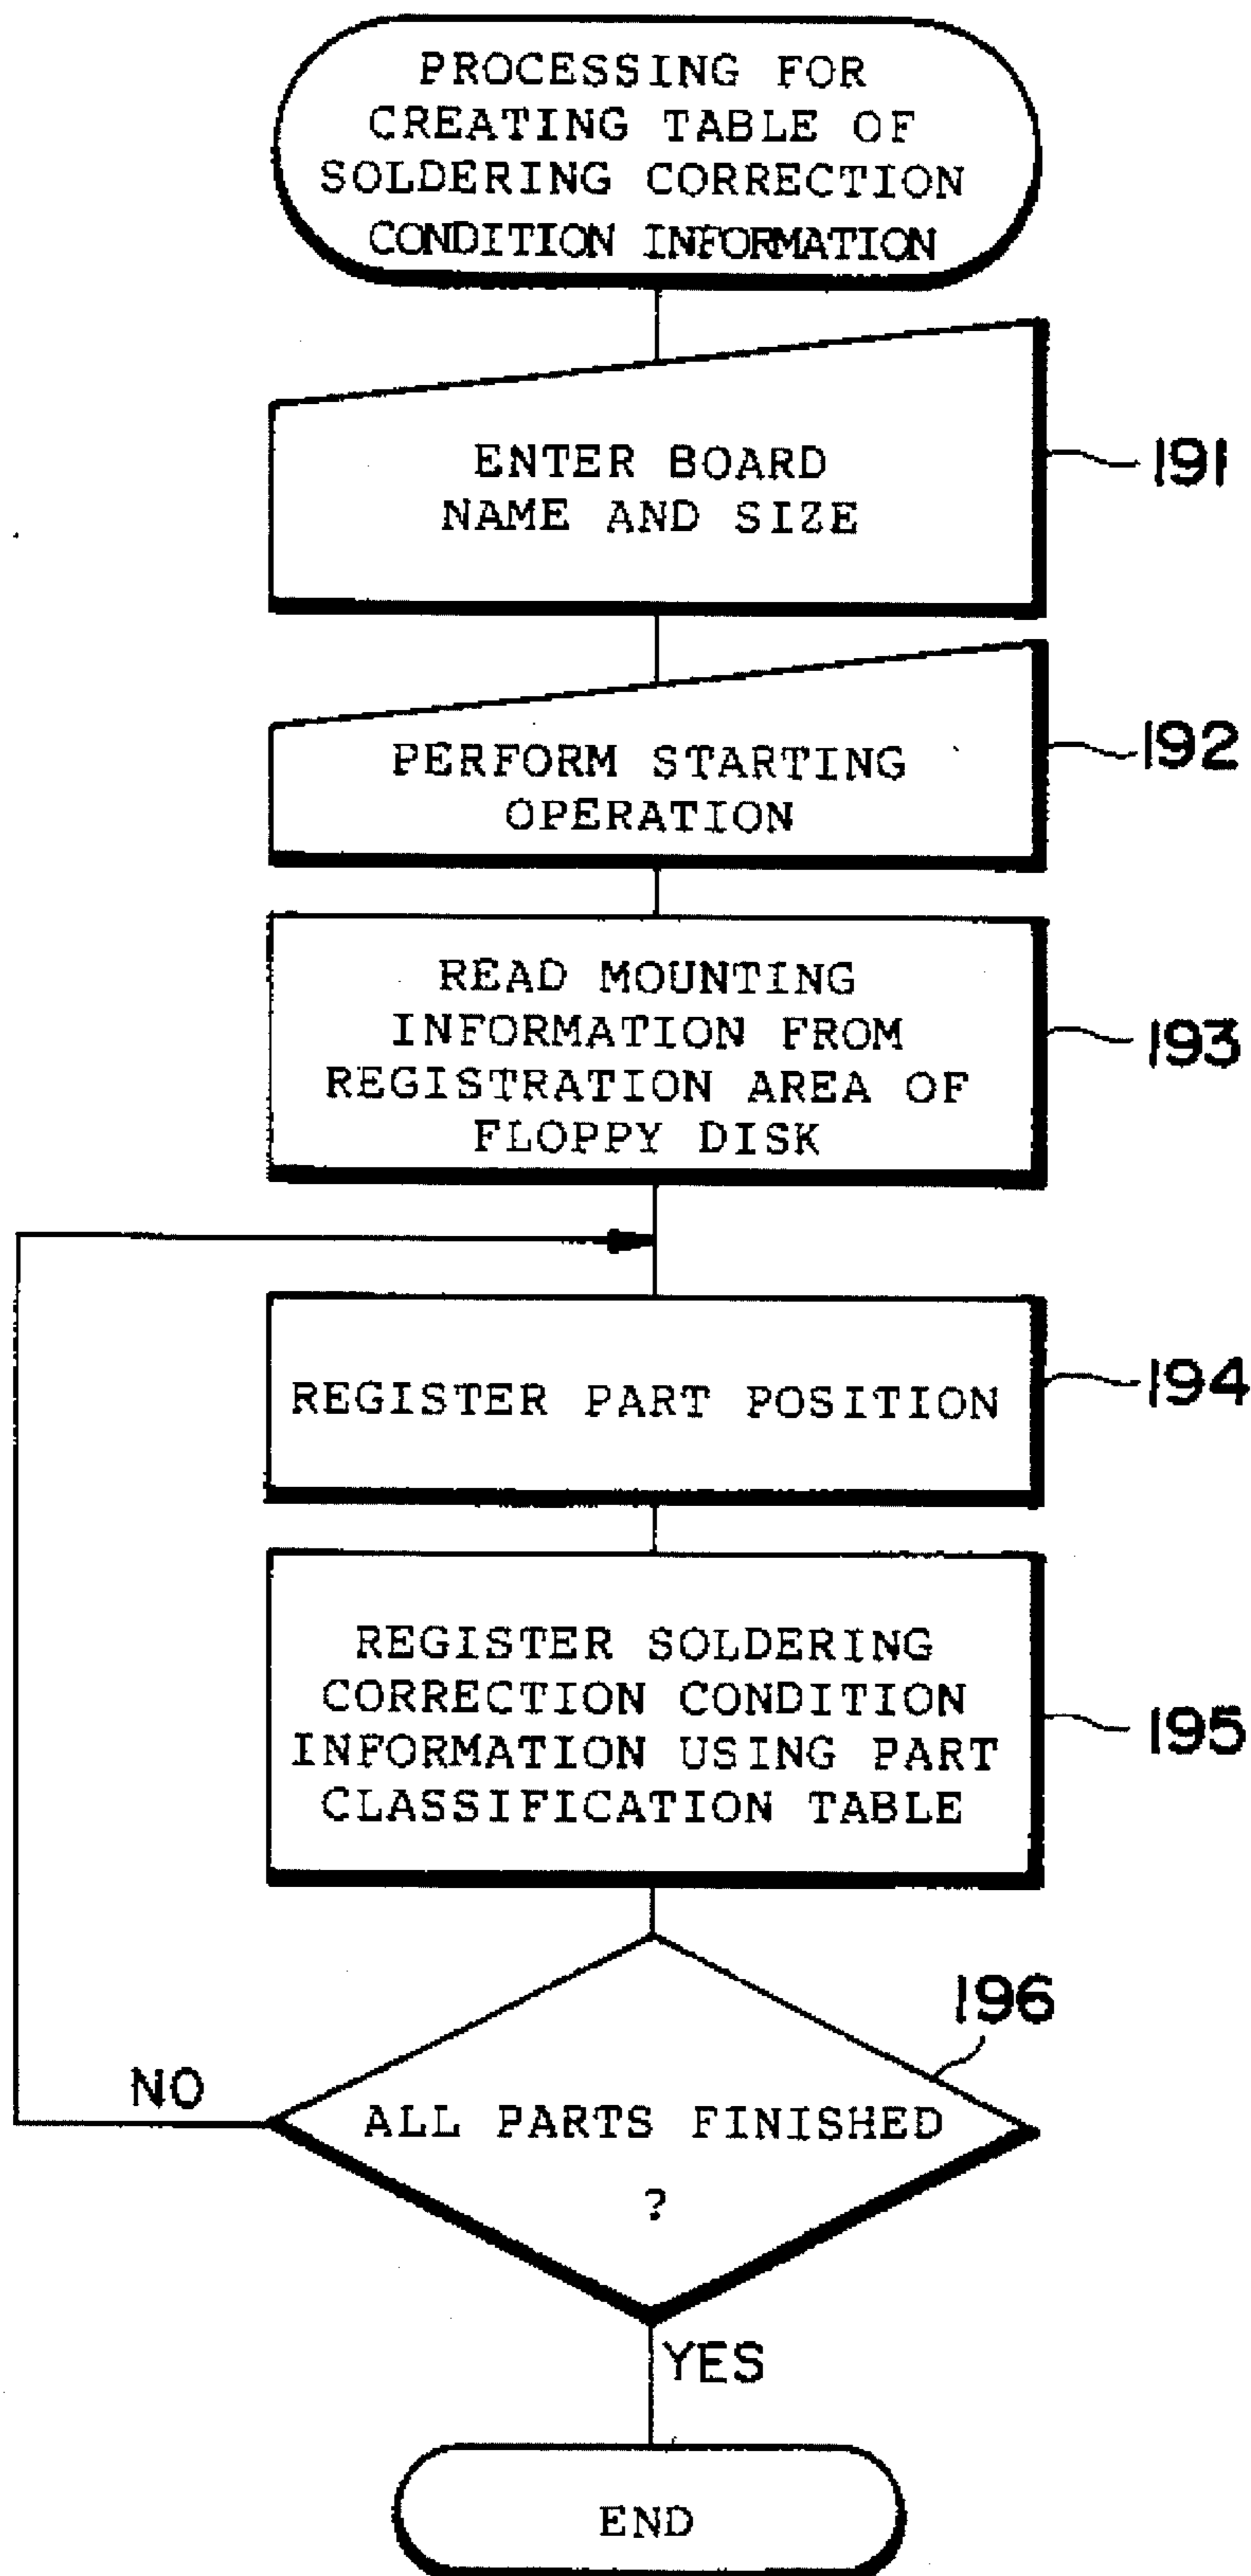 PROCESSING FOR
CREATING TABLE OF
SOLDERING CORRECTION
CONDITION INFORMATION
ENTER BOARD
NAME AND SIZE
191
PERFORM STARTING
OPERATION
192
READ MOUNTING
INFORMATION FROM
REGISTRATION AREA OF
FLOPPY DISK
193
REGISTER PART POSITION
194
REGISTER SOLDERING
CORRECTION CONDITION
INFORMATION USING PART
CLASSIFICATION TABLE
195
196
NO
ALL PARTS FINISHED
?
YES
END